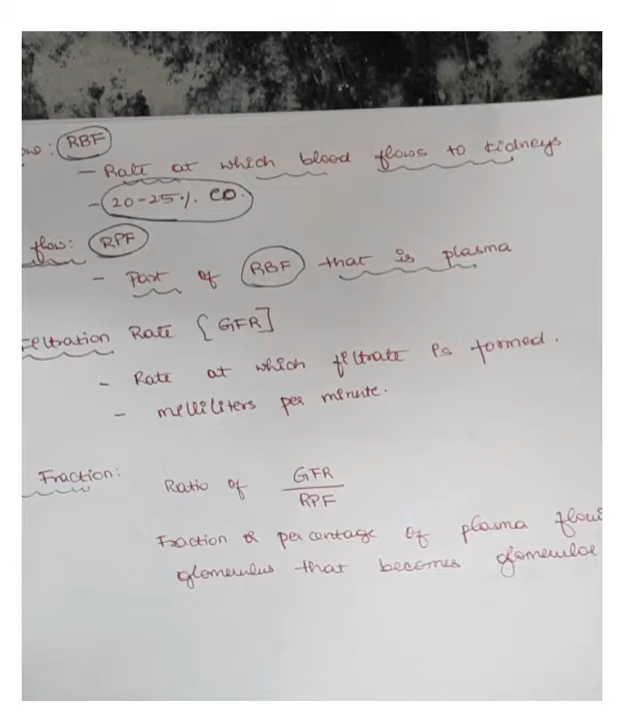 ow: RBF
- Rate at which blood flows to kidneys
- 20-25% CO.
flow: RPF
- Part of RBF that is plasma
filtration Rate {GFR]
- Rate at which filtrate is formed.
- milliliters per minute.
Fraction: Ratio of GFR
RPF
Fraction or percentage of plasma flowi
glomerulus that becomes glomerular